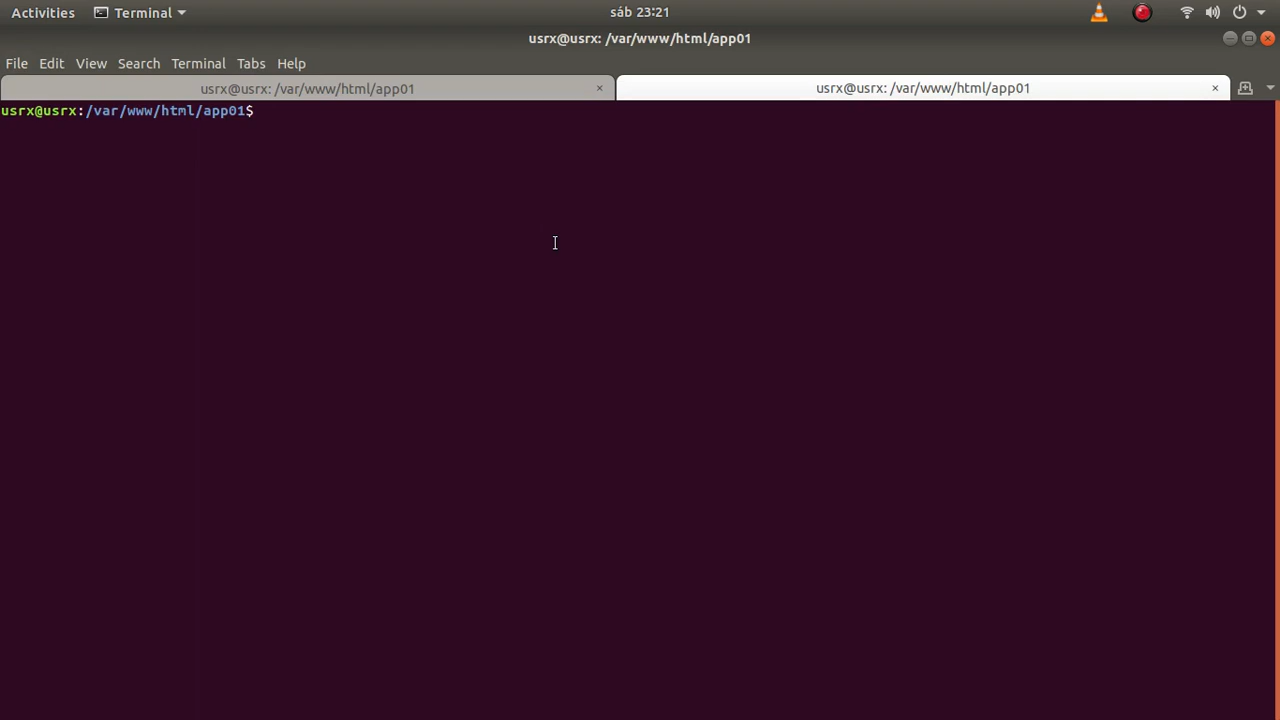 Activities Terminal sáb 23:21
usrx@usrx: /var/www/html/app01
File Edit View Search Terminal Tabs Help
usrx@usrx: /var/www/html/app01 × usrx@usrx: /var/www/html/app01 ×
usrx@usrx:/var/www/html/app01$